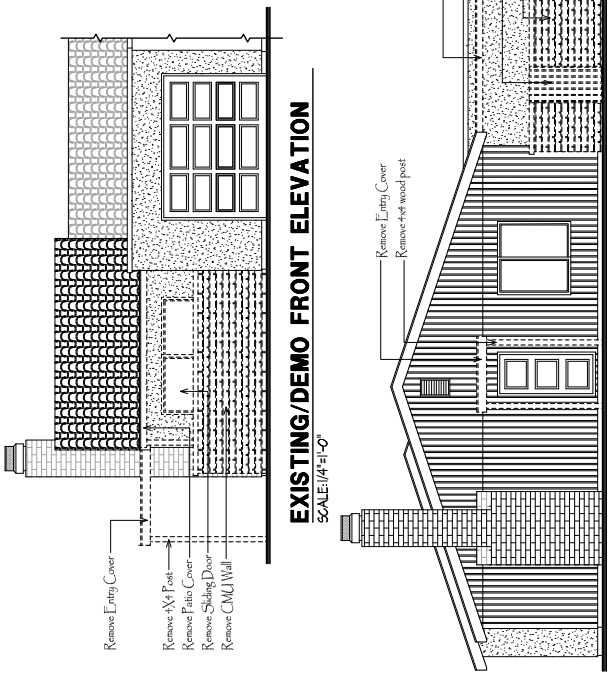 Remove Entry Cover
Remove 4X4 Post
Remove Patio Cover
Remove Sliding Door
Remove CMU Wall
EXISTING/DEMO FRONT ELEVATION
SCALE:1/4"=1'-0"
Remove Entry Cover
Remove 4x4 wood post